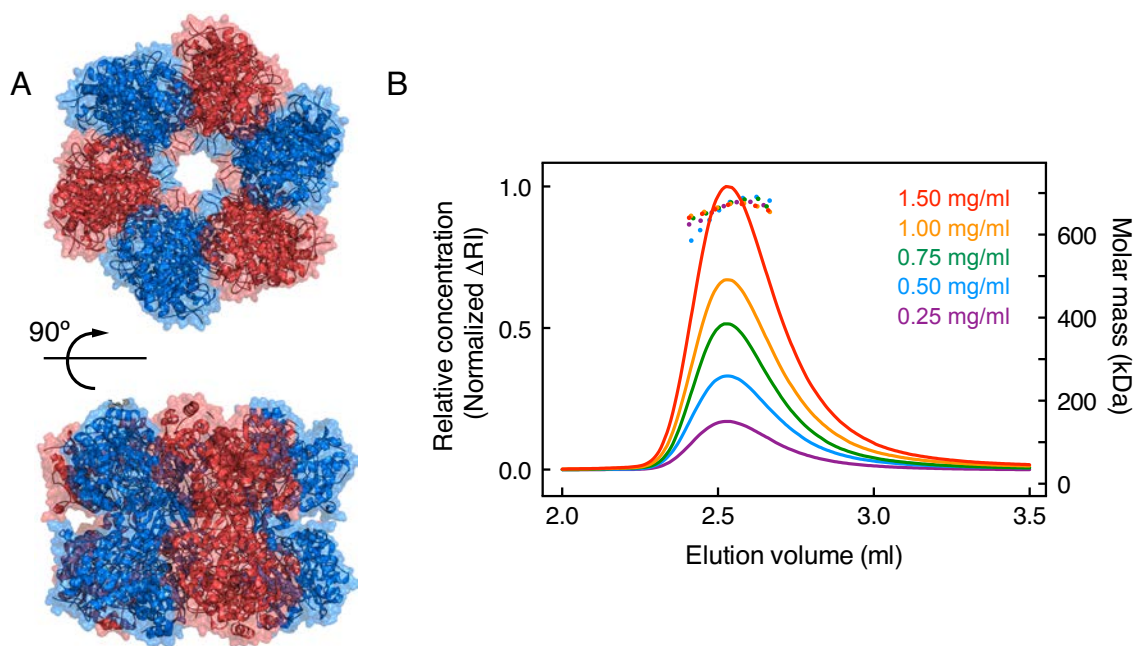 A
B
90º
Relative concentration
(Normalized ΔRI)
1.0
0.5
0.0
1.50 mg/ml
1.00 mg/ml
0.75 mg/ml
0.50 mg/ml
0.25 mg/ml
600
400
200
0
Molar mass (kDa)
2.0
2.5
3.0
3.5
Elution volume (ml)